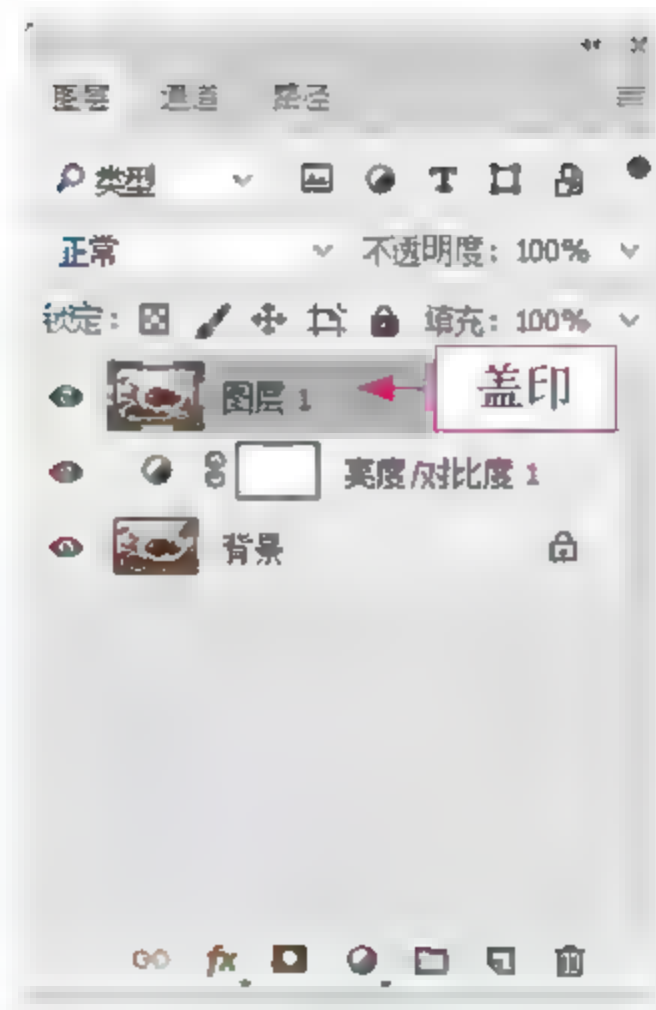 图层 通道 路径
类型
正常 不透明度：100%
锁定：填充：100%
图层 1 盖印
亮度/对比度 1
背景
fx